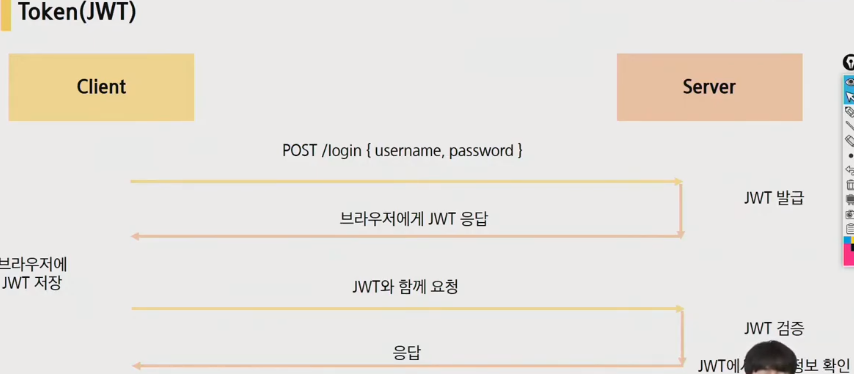 Token(JWT)
Client
Server
POST /login { username, password }
JWT 발급
브라우저에게 JWT 응답
브라우저에
JWT 저장
JWT와 함께 요청
JWT 검증
응답
JWT에서 정보 확인